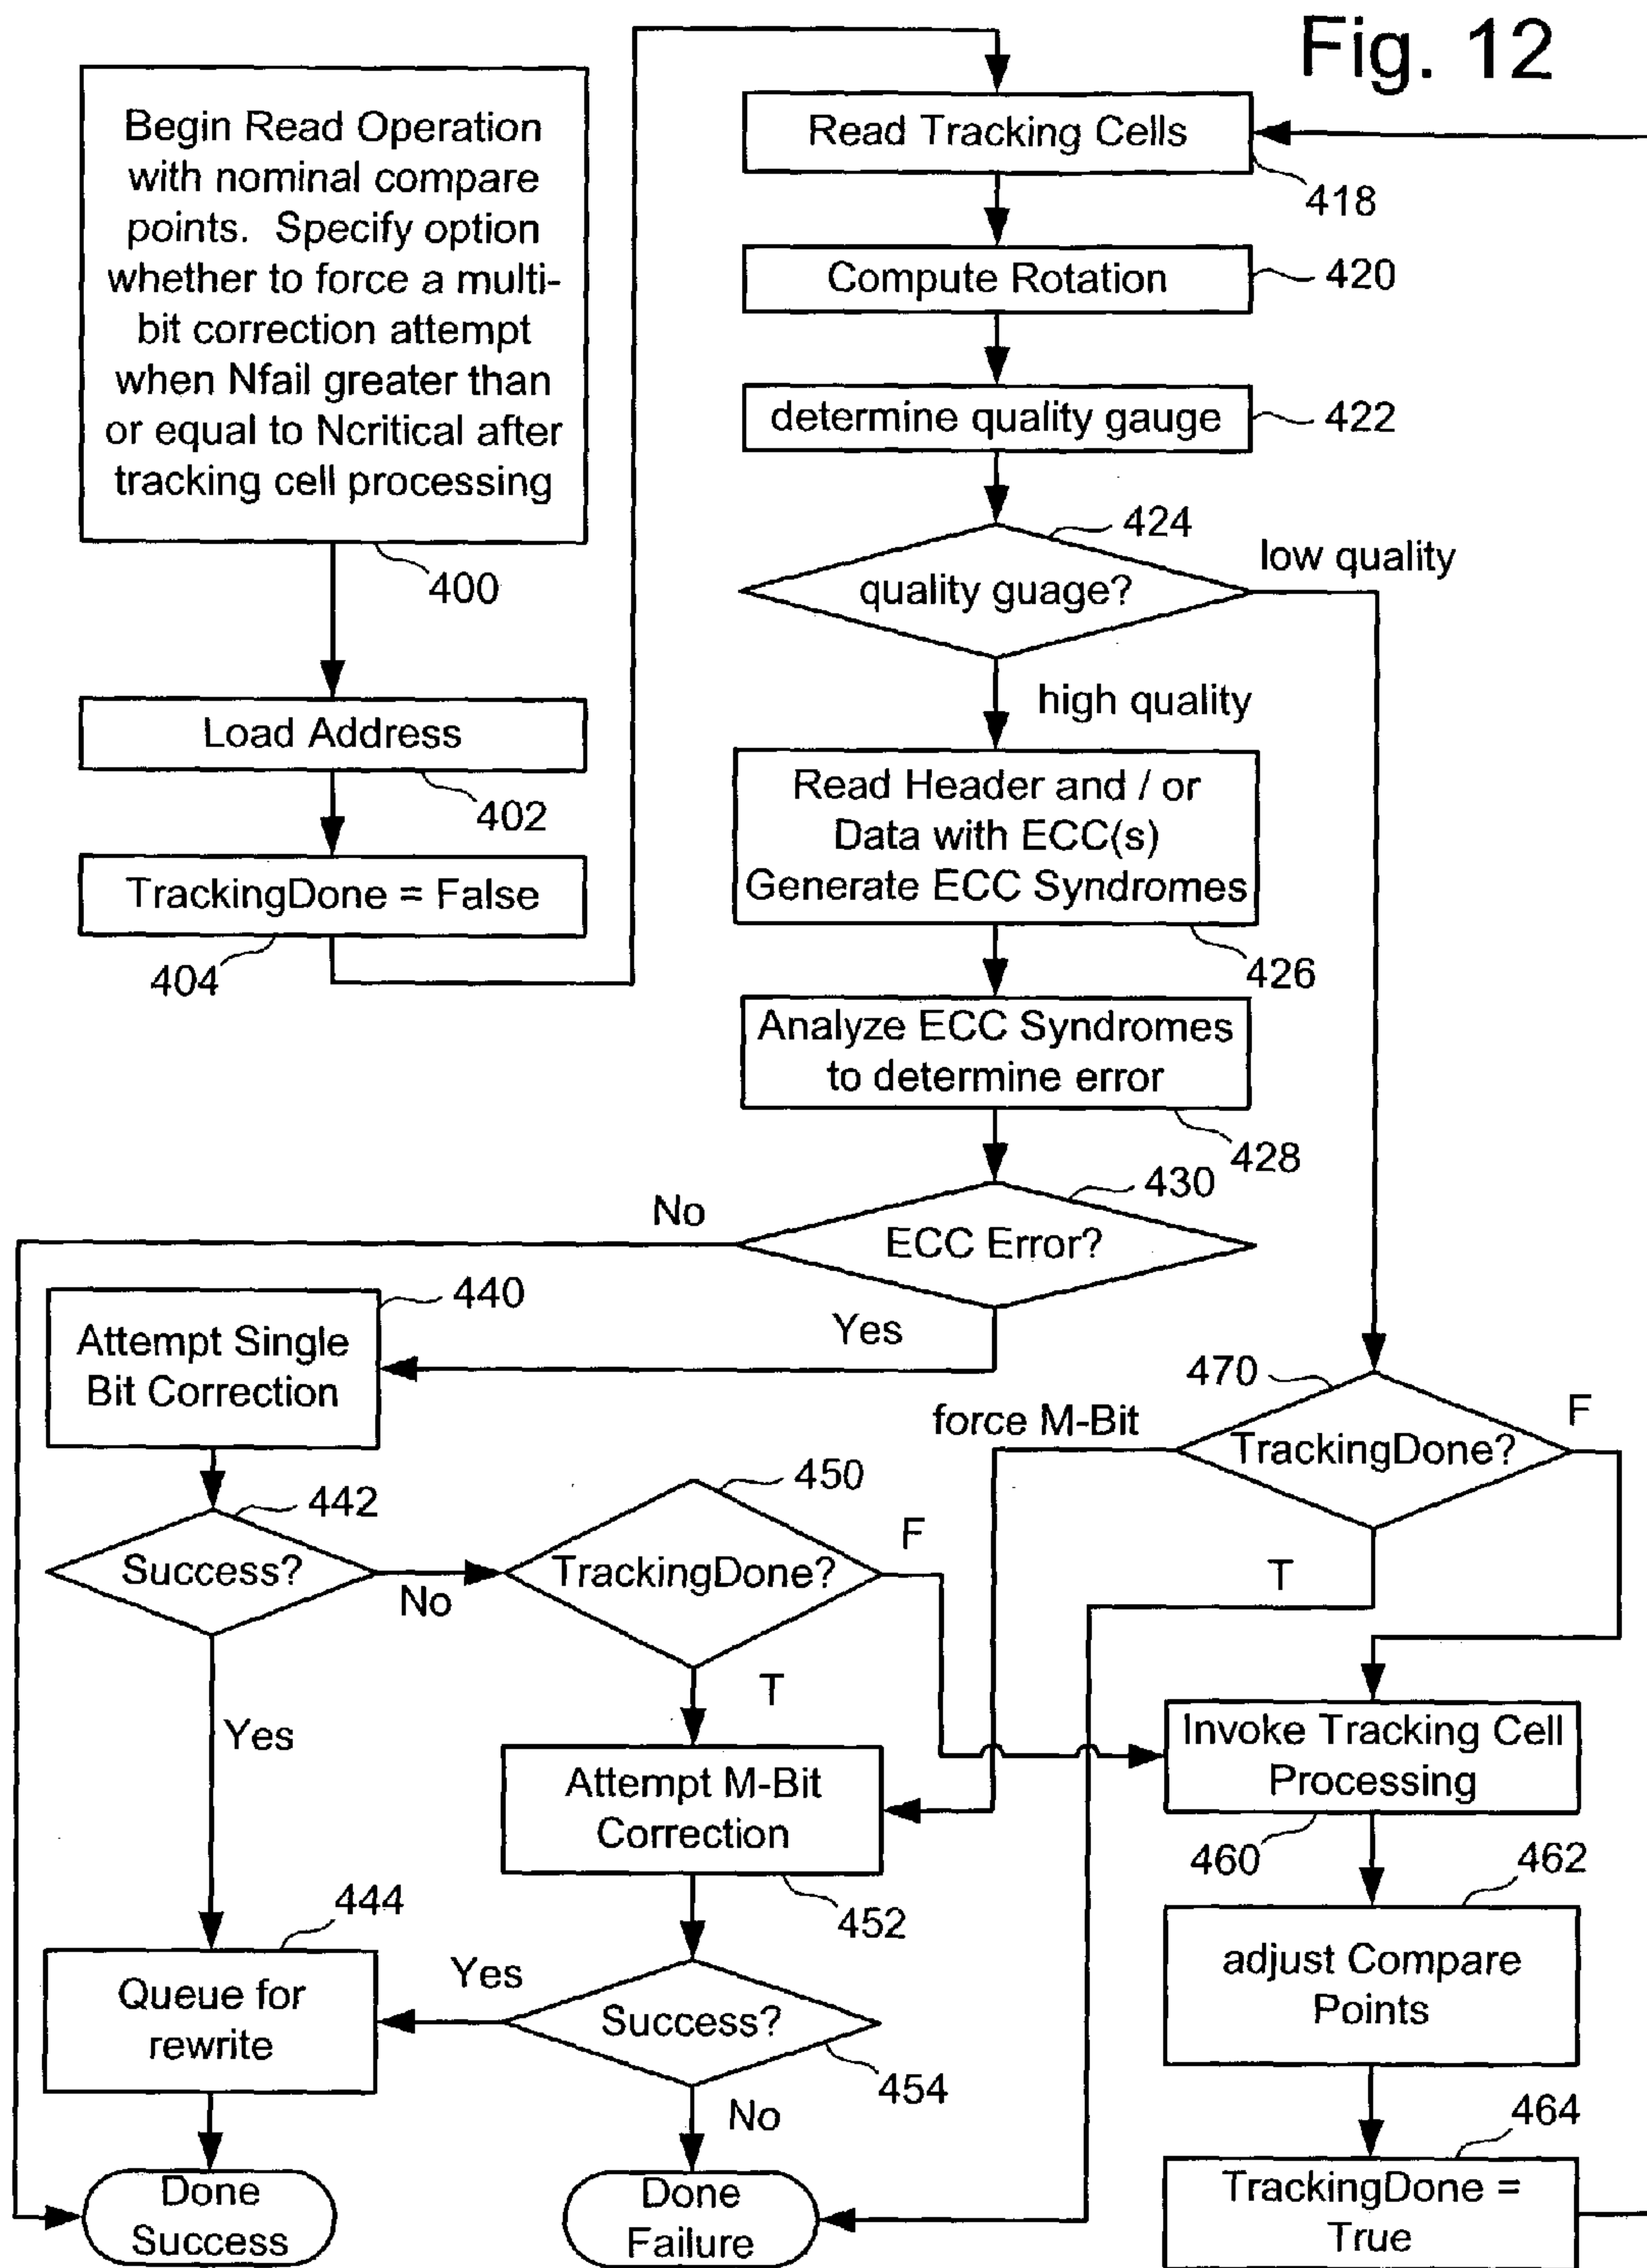 Fig. 12
Begin Read Operation
with nominal compare
points. Specify option
whether to force a multi-
bit correction attempt
when Nfail greater than
or equal to Ncritical after
tracking cell processing
400
Load Address
402
TrackingDone = False
404
Read Tracking Cells
418
Compute Rotation
420
determine quality gauge
422
424
quality guage?
low quality
high quality
Read Header and / or
Data with ECC(s)
Generate ECC Syndromes
426
Analyze ECC Syndromes
to determine error
428
430
ECC Error?
No
Yes
440
Attempt Single
Bit Correction
442
Success?
No
Yes
450
TrackingDone?
F
T
470
TrackingDone?
force M-Bit
F
T
Attempt M-Bit
Correction
452
Invoke Tracking Cell
Processing
460
462
adjust Compare
Points
444
Queue for
rewrite
Yes
Success?
454
No
464
TrackingDone =
True
Done
Success
Done
Failure